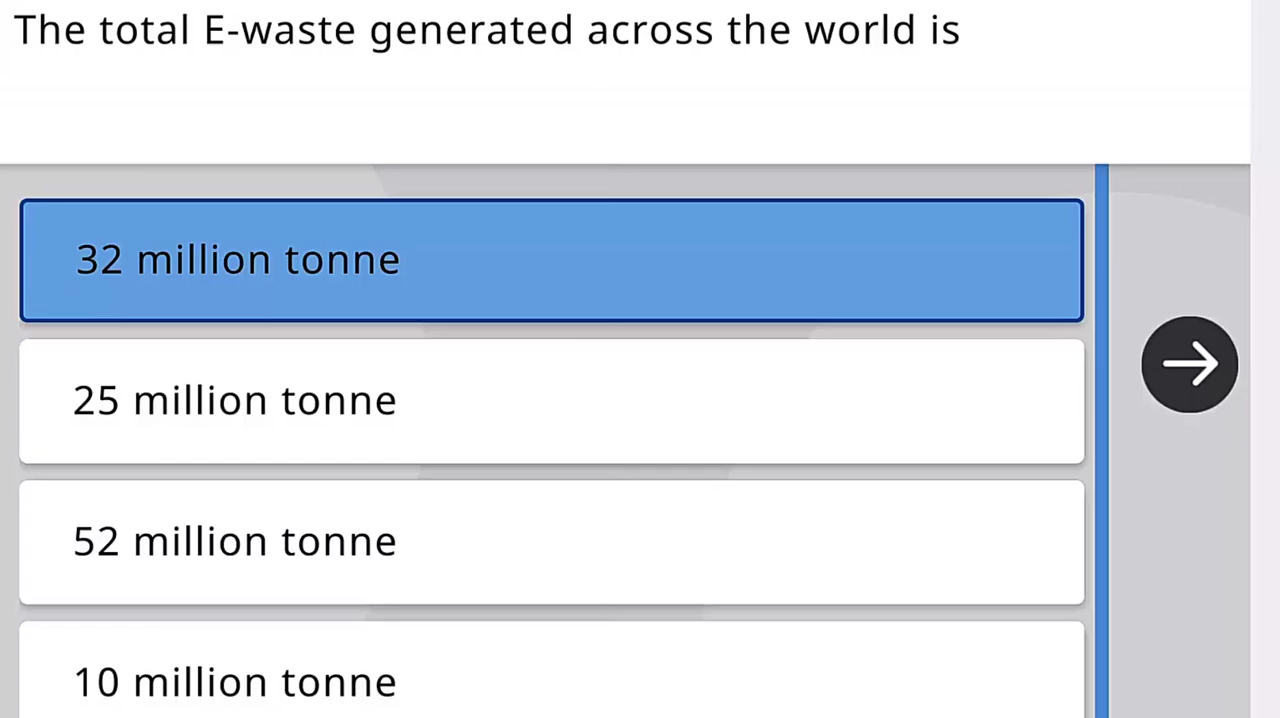 The total E-waste generated across the world is
32 million tonne
25 million tonne
52 million tonne
10 million tonne